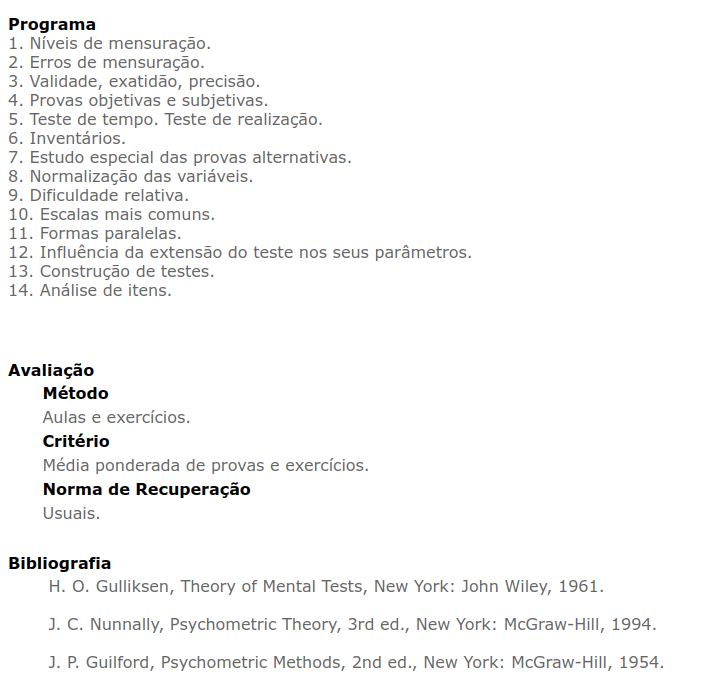 Programa
1. Níveis de mensuração.
2. Erros de mensuração.
3. Validade, exatidão, precisão.
4. Provas objetivas e subjetivas.
5. Teste de tempo. Teste de realização.
6. Inventários.
7. Estudo especial das provas alternativas.
8. Normalização das variáveis.
9. Dificuldade relativa.
10. Escalas mais comuns.
11. Formas paralelas.
12. Influência da extensão do teste nos seus parâmetros.
13. Construção de testes.
14. Análise de itens.
Avaliação
Método
Aulas e exercícios.
Critério
Média ponderada de provas e exercícios.
Norma de Recuperação
Usuais.
Bibliografia
H. O. Gulliksen, Theory of Mental Tests, New York: John Wiley, 1961.
J. C. Nunnally, Psychometric Theory, 3rd ed., New York: McGraw-Hill, 1994.
J. P. Guilford, Psychometric Methods, 2nd ed., New York: McGraw-Hill, 1954.